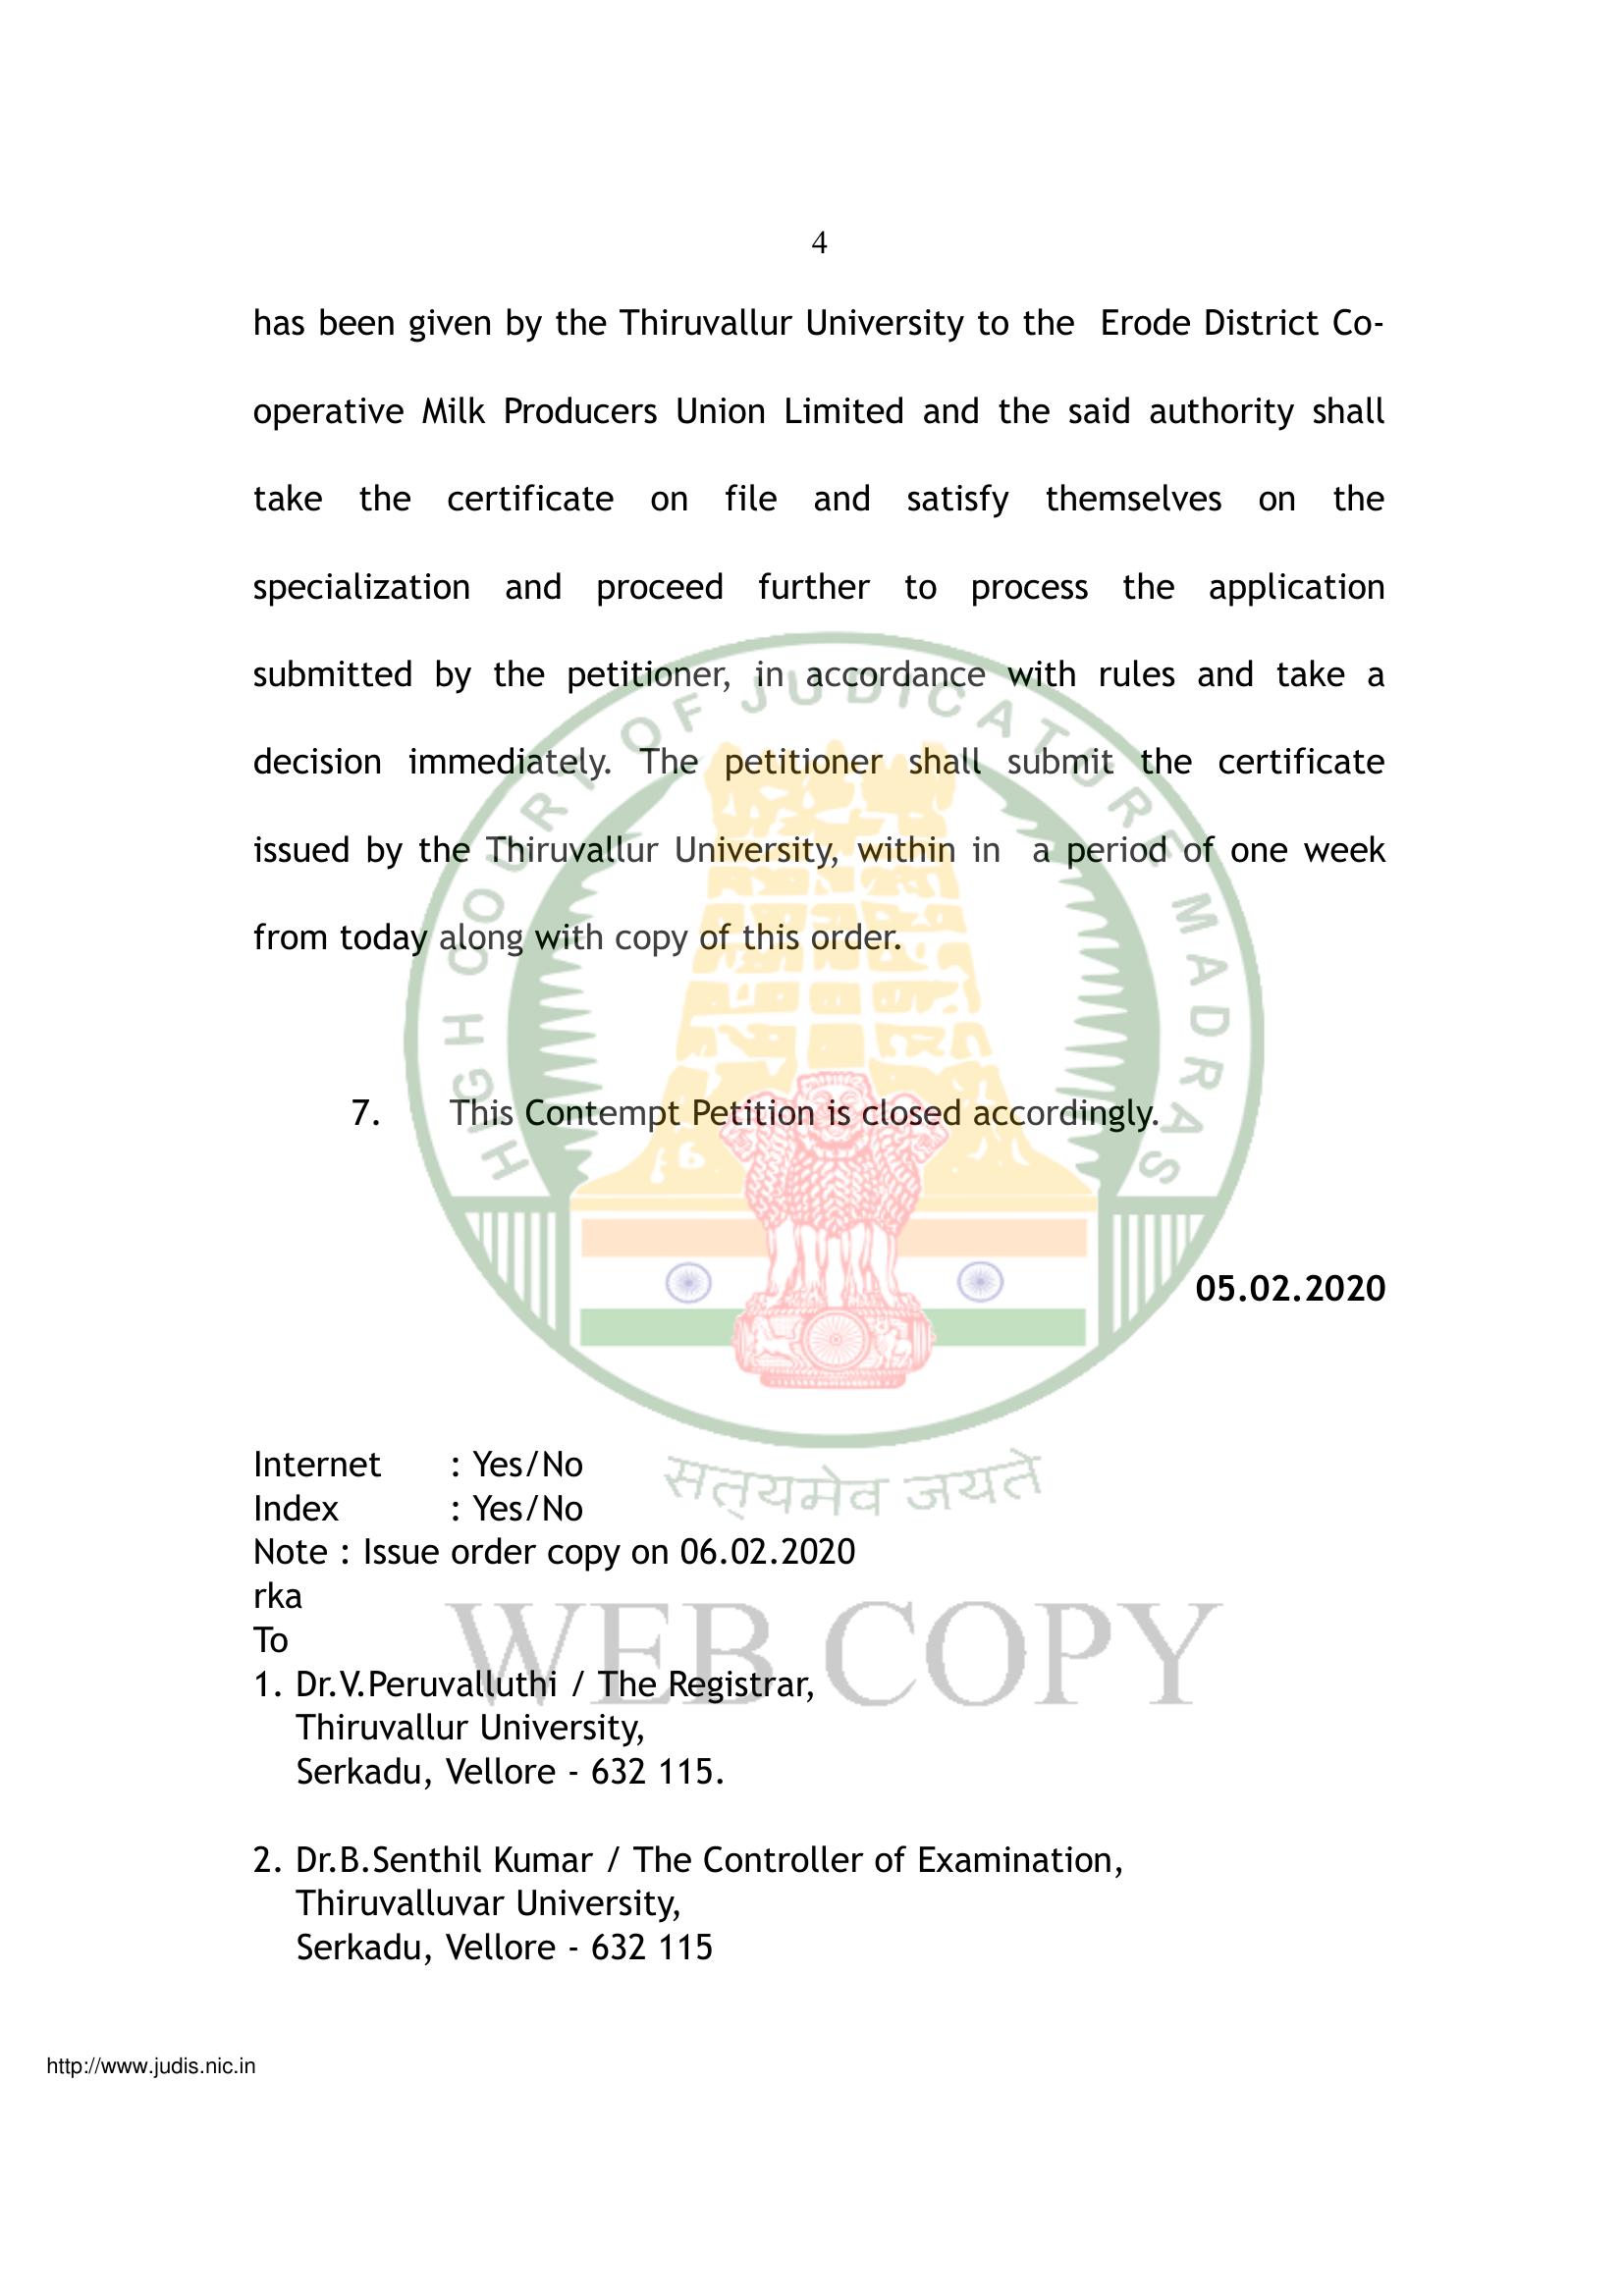 4
has been given by the Thiruvallur University to the  Erode District Co-
operative Milk Producers Union Limited and the said authority shall
take the certificate on file and satisfy themselves on the
specialization and proceed further to process the application
submitted by the petitioner, in accordance with rules and take a
decision immediately. The petitioner shall submit the certificate
issued by the Thiruvallur University, within in  a period of one week
from today along with copy of this order.
HIGH COURT OF JUDICATURE MADRAS
7. This Contempt Petition is closed accordingly.
05.02.2020
सत्यमेव जयते
Internet : Yes/No
Index : Yes/No
Note : Issue order copy on 06.02.2020
rka
WEB COPY
To
1. Dr.V.Peruvalluthi / The Registrar,
Thiruvallur University,
Serkadu, Vellore - 632 115.
2. Dr.B.Senthil Kumar / The Controller of Examination,
Thiruvalluvar University,
Serkadu, Vellore - 632 115
http://www.judis.nic.in